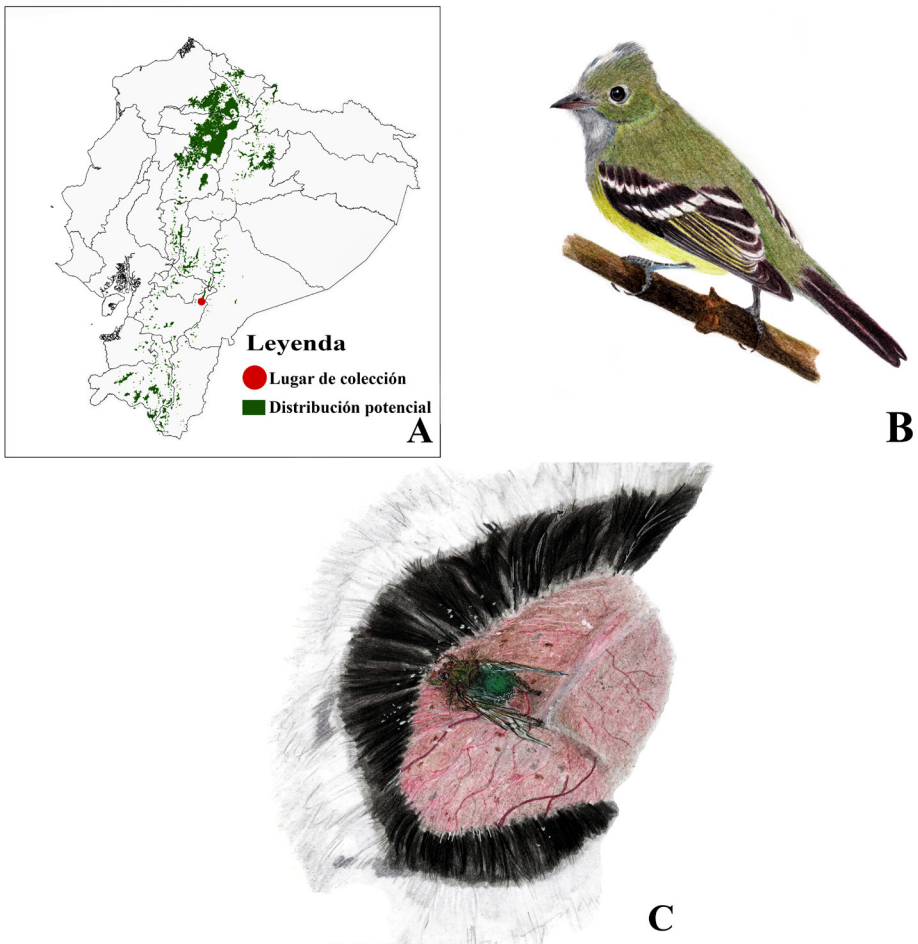 Leyenda
Lugar de colección
Distribución potencial
A
B
C